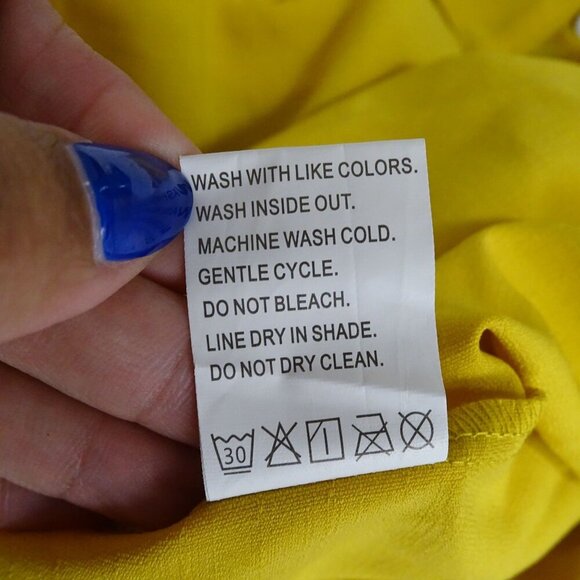 WASH WITH LIKE COLORS.
WASH INSIDE OUT.
MACHINE WASH COLD.
GENTLE CYCLE.
DO NOT BLEACH.
LINE DRY IN SHADE.
DO NOT DRY CLEAN.
30